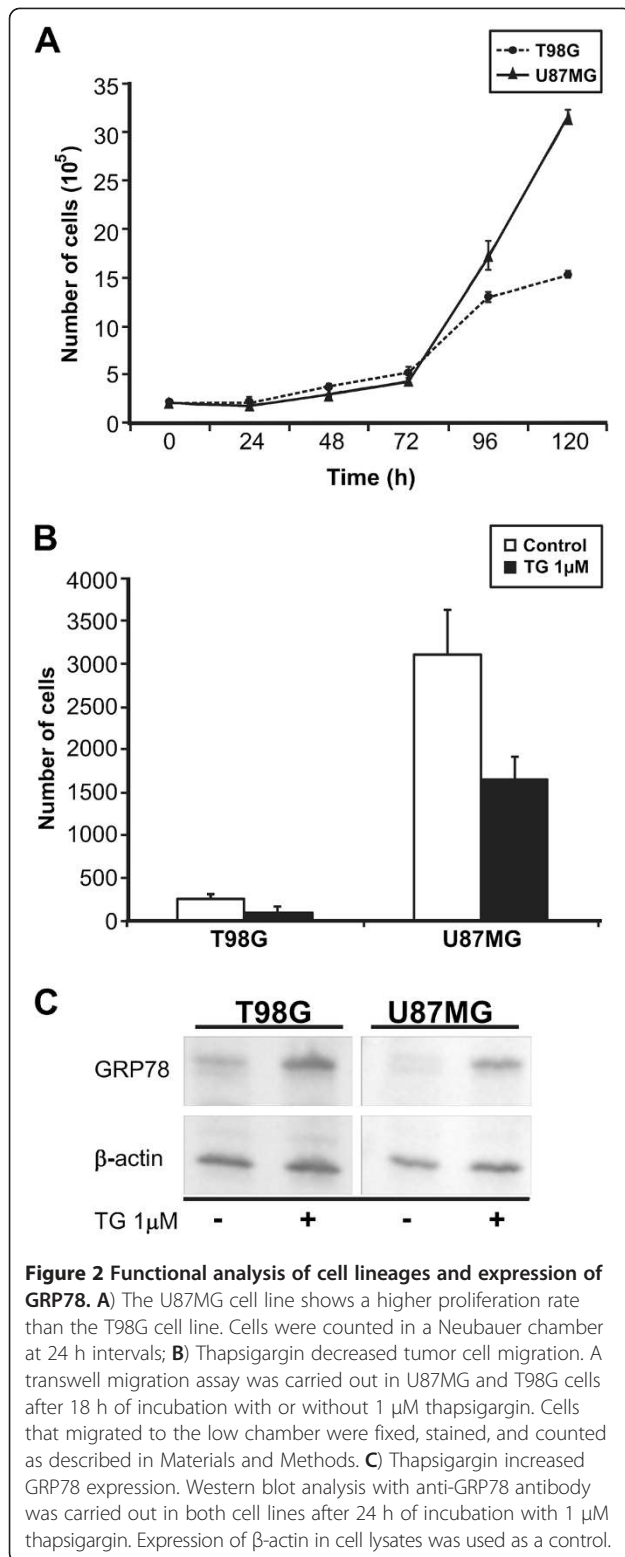 A
T98G
U87MG
35
30
25
20
15
10
5
0
Number of cells (10⁵)
0 24 48 72 96 120
Time (h)
B
Control
TG 1μM
4000
3500
3000
2500
2000
1500
1000
500
0
Number of cells
T98G U87MG
C
T98G U87MG
GRP78
β-actin
TG 1μM - + - +
Figure 2 Functional analysis of cell lineages and expression of
GRP78. A) The U87MG cell line shows a higher proliferation rate
than the T98G cell line. Cells were counted in a Neubauer chamber
at 24 h intervals; B) Thapsigargin decreased tumor cell migration. A
transwell migration assay was carried out in U87MG and T98G cells
after 18 h of incubation with or without 1 μM thapsigargin. Cells
that migrated to the low chamber were fixed, stained, and counted
as described in Materials and Methods. C) Thapsigargin increased
GRP78 expression. Western blot analysis with anti-GRP78 antibody
was carried out in both cell lines after 24 h of incubation with 1 μM
thapsigargin. Expression of β-actin in cell lysates was used as a control.